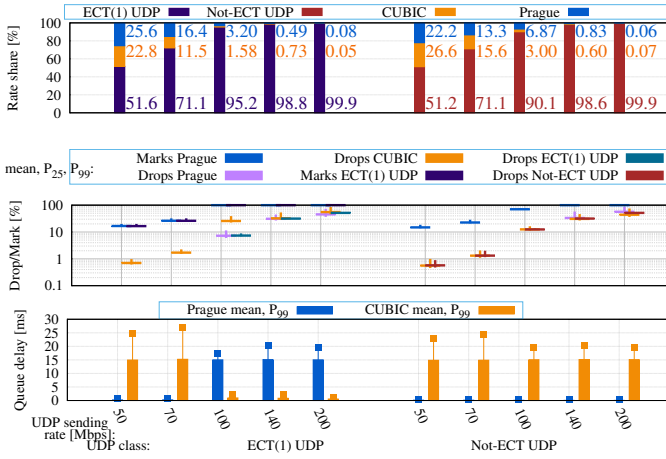 ECT(1) UDP Not-ECT UDP CUBIC Prague
Rate share [%]
100
80
60
40
20
0
25.6 16.4 3.20 0.49 0.08 22.2 13.3 6.87 0.83 0.06
22.8 11.5 1.58 0.73 0.05 26.6 15.6 3.00 0.60 0.07
51.6 71.1 95.2 98.8 99.9 51.2 71.1 90.1 98.6 99.9
mean, P25, P99:
Marks Prague Drops CUBIC Drops ECT(1) UDP
Drops Prague Marks ECT(1) UDP Drops Not-ECT UDP
Drop/Mark [%]
100
10
1
0.1
Prague mean, P99 CUBIC mean, P99
Queue delay [ms]
30
25
20
15
10
5
0
UDP sending
rate [Mbps]:
50 70 100 140 200 50 70 100 140 200
UDP class: ECT(1) UDP Not-ECT UDP